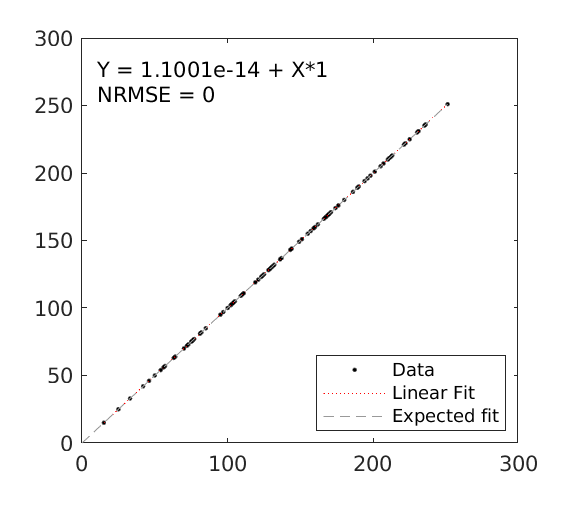 300
250
200
150
100
50
0
Y = 1.1001e-14 + X*1
NRMSE = 0
Data
Linear Fit
Expected fit
0 100 200 300